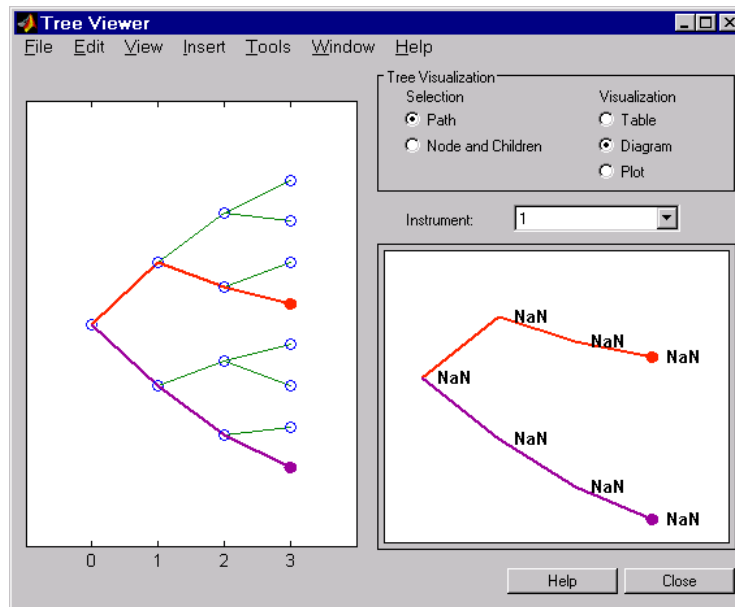 Tree Viewer
File Edit View Insert Tools Window Help
Tree Visualization
Selection Visualization
Path Table
Node and Children Diagram
Plot
Instrument: 1
NaN
NaN
NaN
NaN
NaN
NaN
NaN
0 1 2 3
Help Close